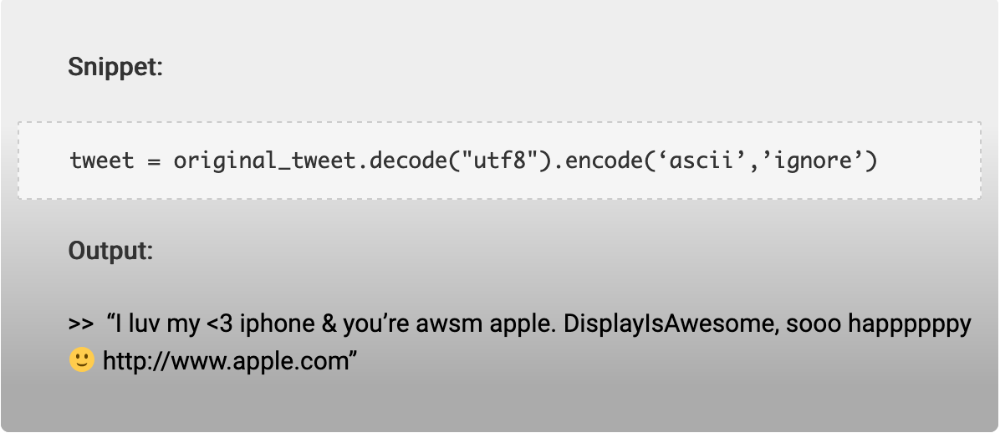 Snippet:
tweet = original_tweet.decode("utf8").encode(‘ascii’,’ignore’)
Output:
>> “I luv my <3 iphone & you’re awsm apple. DisplayIsAwesome, sooo happppppy
🙂 http://www.apple.com”